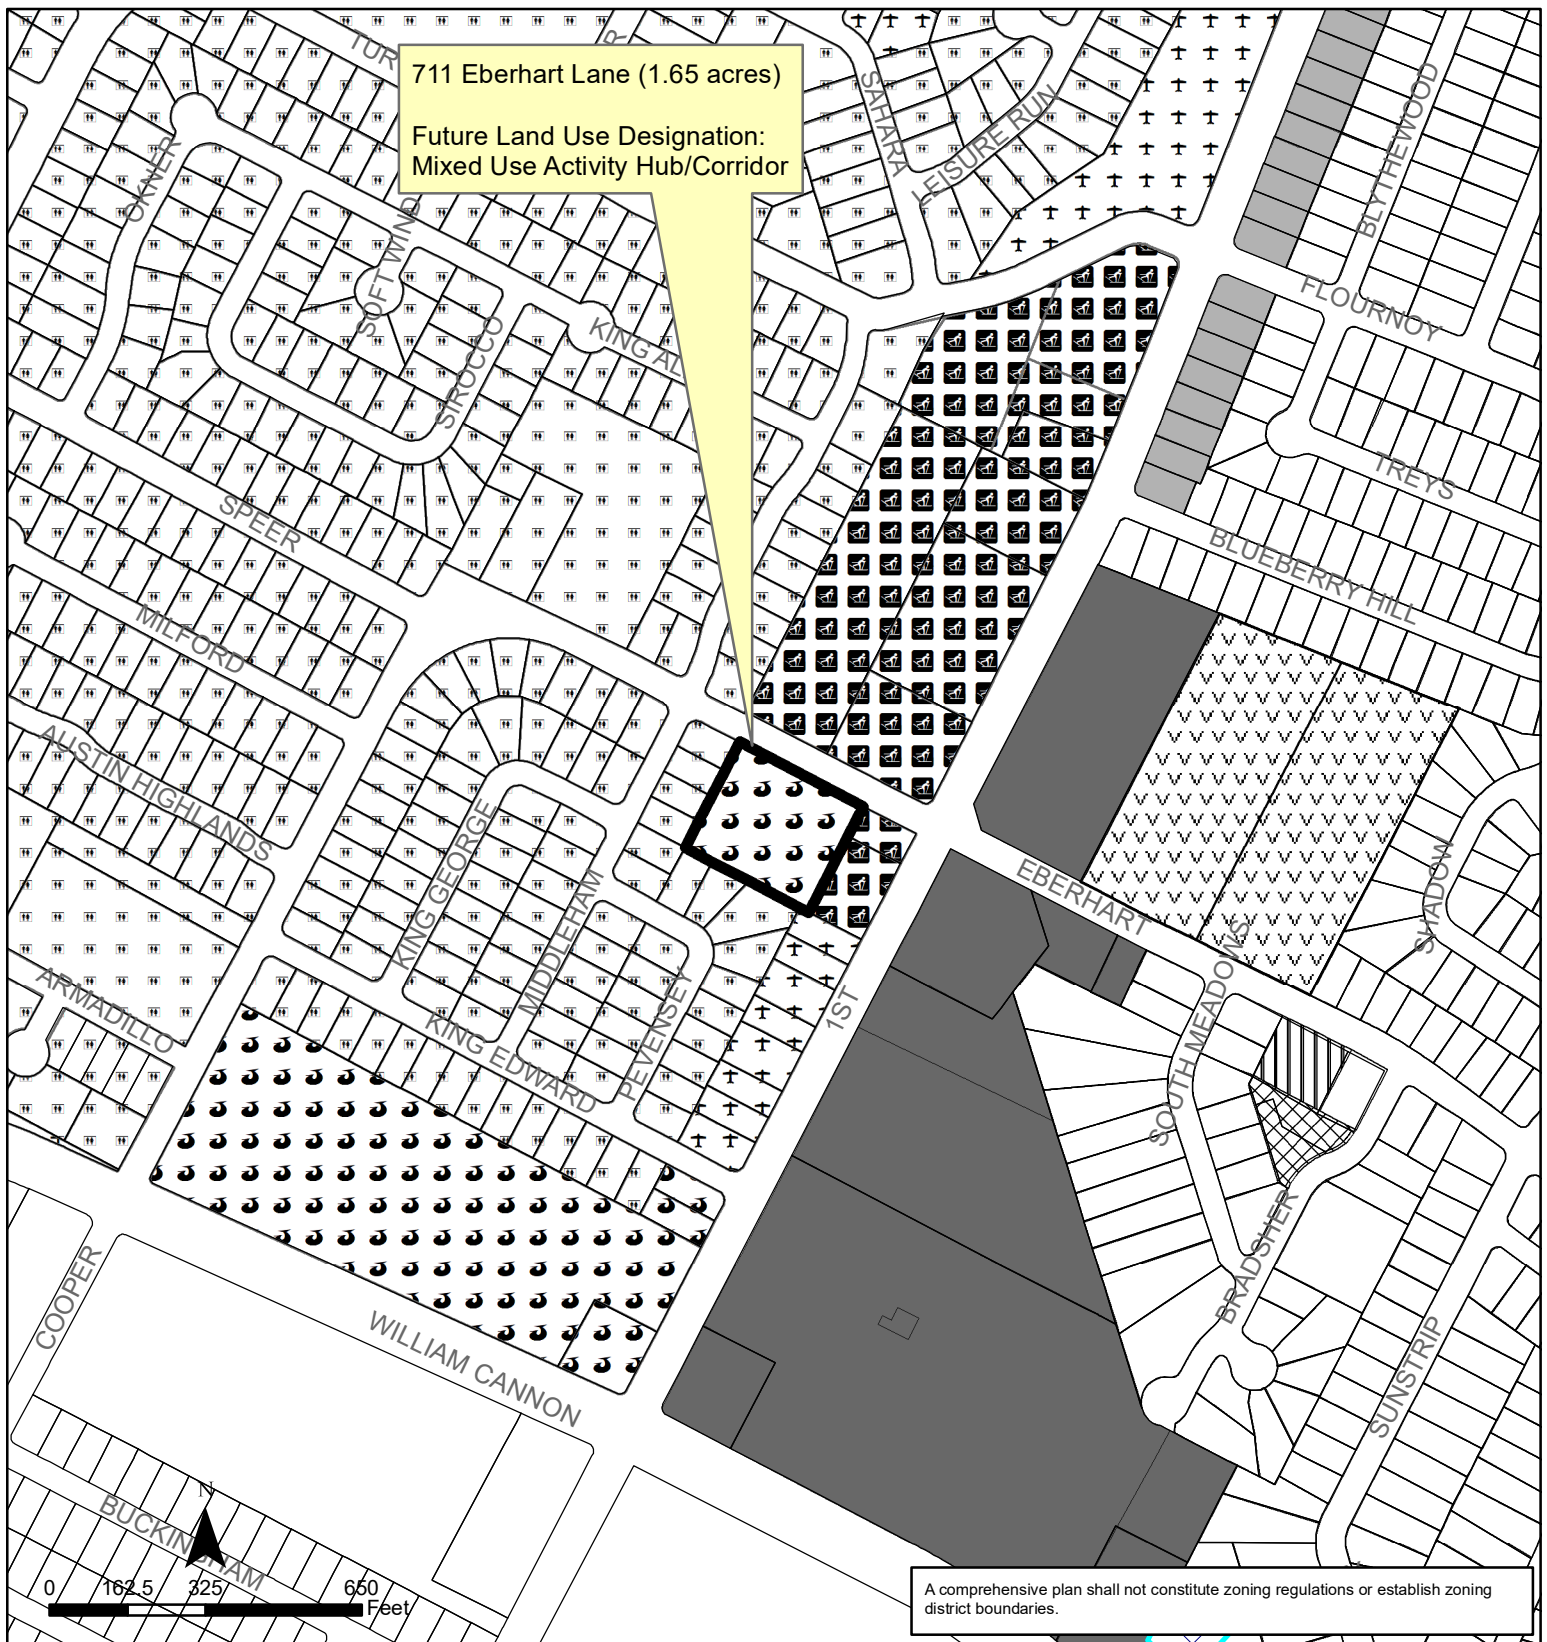 TUR
R
711 Eberhart Lane (1.65 acres)
Future Land Use Designation:
Mixed Use Activity Hub/Corridor
SAHARA
LEISURE RUN
BLYTHEWOOD
OKNER
SOFT WIND
SIROCCO
KING AL
FLOURNOY
TREYS
SPEER
BLUEBERRY HILL
MILFORD
AUSTIN HIGHLANDS
KING GEORGE
MIDDLEHAM
EBERHART
SHADOW
ARMADILLO
KING EDWARD
PEVENSEY
1ST
SOUTH MEADOWS
BRADSHER
SUNSTRIP
COOPER
WILLIAM CANNON
BUCKINGHAM
N
0 162.5 325 650
Feet
A comprehensive plan shall not constitute zoning regulations or establish zoning
district boundaries.